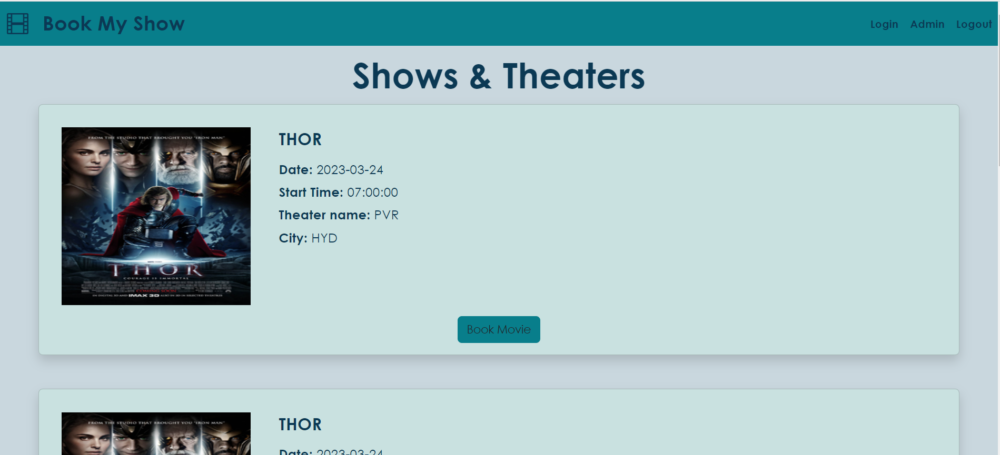 Book My Show
Login Admin Logout
Shows & Theaters
FROM THE STUDIO THAT BROUGHT YOU "IRON MAN"
THOR
Date: 2023-03-24
Start Time: 07:00:00
Theater name: PVR
City: HYD
THOR
COURAGE IS IMMORTAL
COMING SOON
IN DIGITAL 3D AND IMAX 3D ALSO IN 2D IN SELECTED THEATRES
Book Movie
FROM THE STUDIO THAT BROUGHT YOU "IRON MAN"
THOR
Date: 2023-03-24